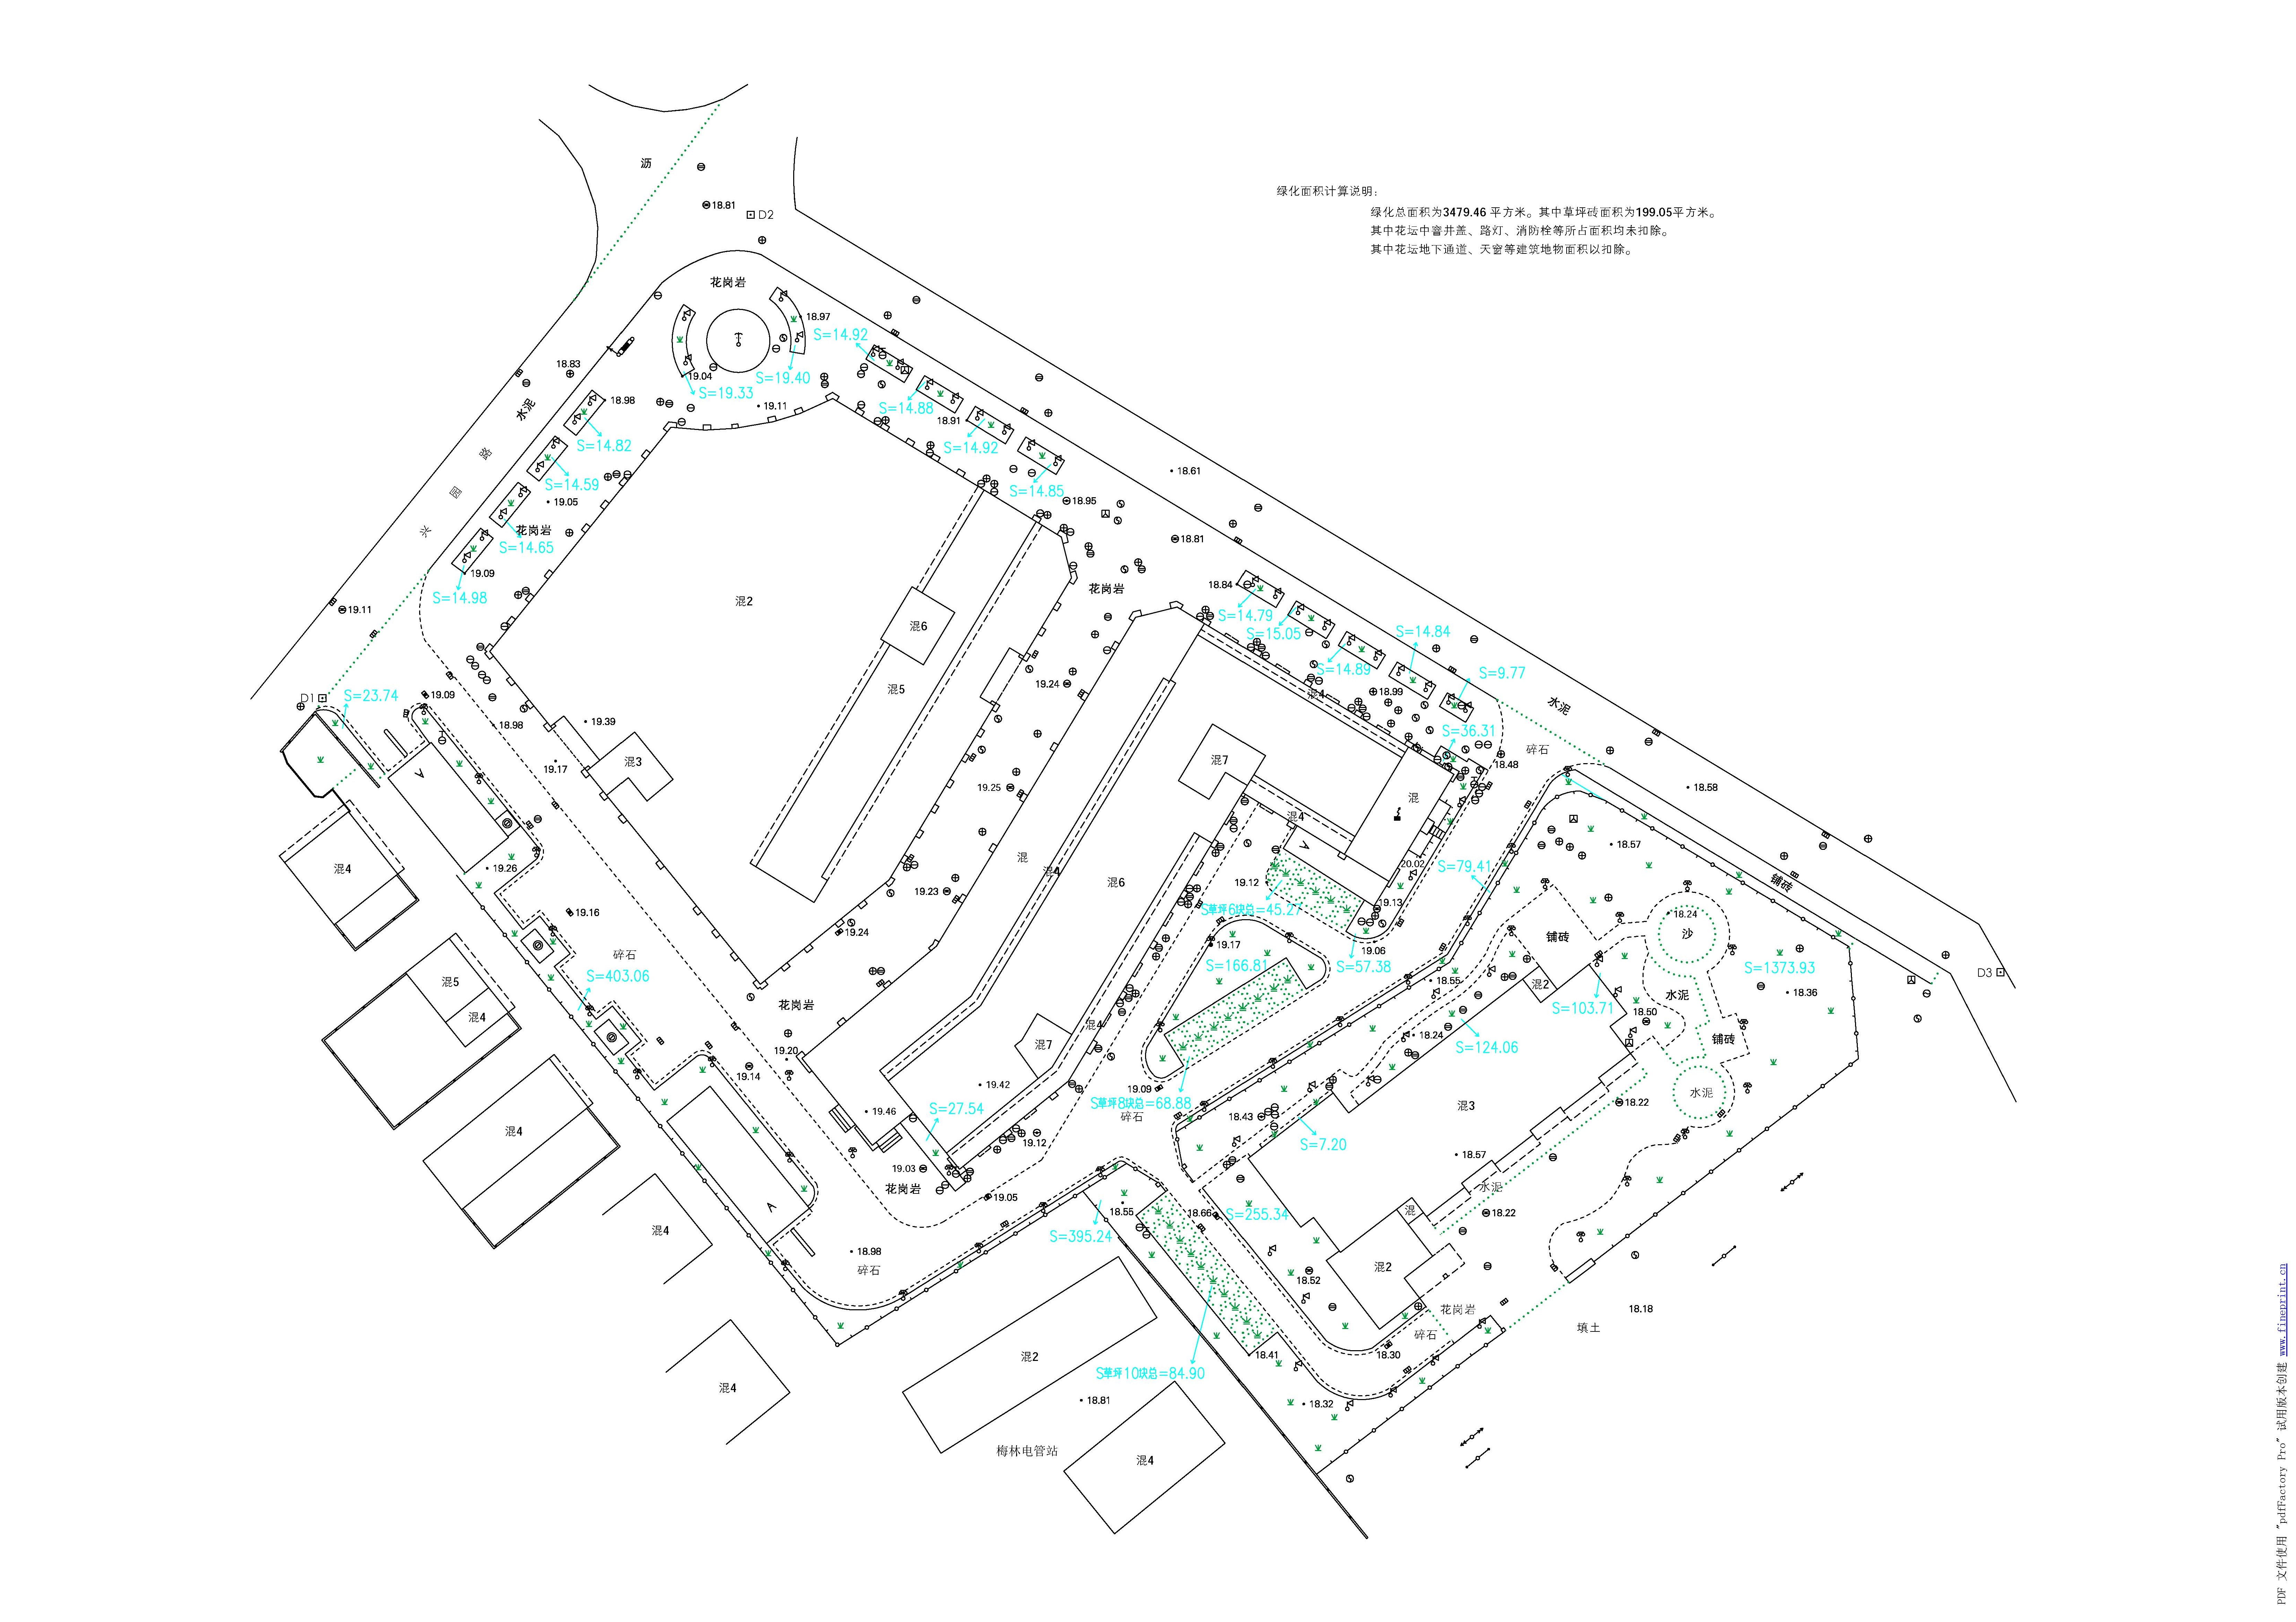 沥
18.81
D2
绿化面积计算说明:
绿化总面积为3479.46 平方米。其中草坪砖面积为199.05平方米。
其中花坛中窨井盖、路灯、消防栓等所占面积均未扣除。
其中花坛地下通道、天窗等建筑地物面积以扣除。
花岗岩
18.97
S=14.92
18.83
19.04
S=19.40
S=19.33
18.98
水泥
19.11
S=14.88
18.91
S=14.82
S=14.92
路
18.61
S=14.59
S=14.85
园
19.05
18.95
兴
花岗岩
S=14.65
18.81
19.09
18.84
花岗岩
S=14.98
混2
19.11
S=14.79
混6
S=15.05
S=14.84
S=14.89
S=9.77
19.24
混5
混4
18.99
D1
S=23.74
19.09
水泥
18.98
19.39
S=36.31
碎石
混3
混7
18.48
19.17
19.25
18.58
混
混4
18.57
混
混4
混4
20.02
S=79.41
19.26
混6
19.12
铺砖
19.23
19.13
S草坪6块总=45.27
19.16
18.24
19.24
19.17
沙
铺砖
碎石
19.06
S=166.81
S=57.38
S=1373.93
D3
S=403.06
18.55
混5
混2
18.36
水泥
花岗岩
S=103.71
18.50
混4
混4
18.24
铺砖
混7
S=124.06
19.20
19.14
19.42
19.09
水泥
S草坪8块总=68.88
混3
18.22
19.46
S=27.54
碎石
18.43
混4
19.12
S=7.20
18.57
19.03
花岗岩
水泥
19.05
18.55
18.66
S=255.34
混
18.22
混4
S=395.24
18.98
碎石
混2
18.52
花岗岩
18.18
填土
碎石
混2
18.41
18.30
S草坪10块总=84.90
混4
18.81
18.32
梅林电管站
混4
PDF 文件使用 "pdfFactory Pro" 试用版本创建 www.fineprint.cn